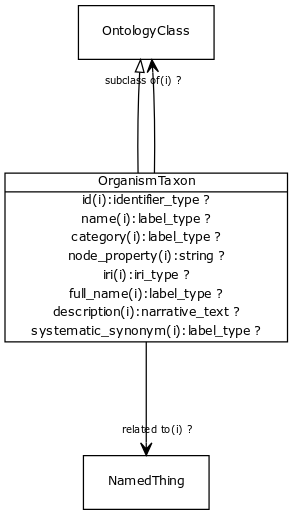 OntologyClass
subclass of(i) ?
OrganismTaxon
id(i):identifier_type ?
name(i):label_type ?
category(i):label_type ?
node_property(i):string ?
iri(i):iri_type ?
full_name(i):label_type ?
description(i):narrative_text ?
systematic_synonym(i):label_type ?
related to(i) ?
NamedThing